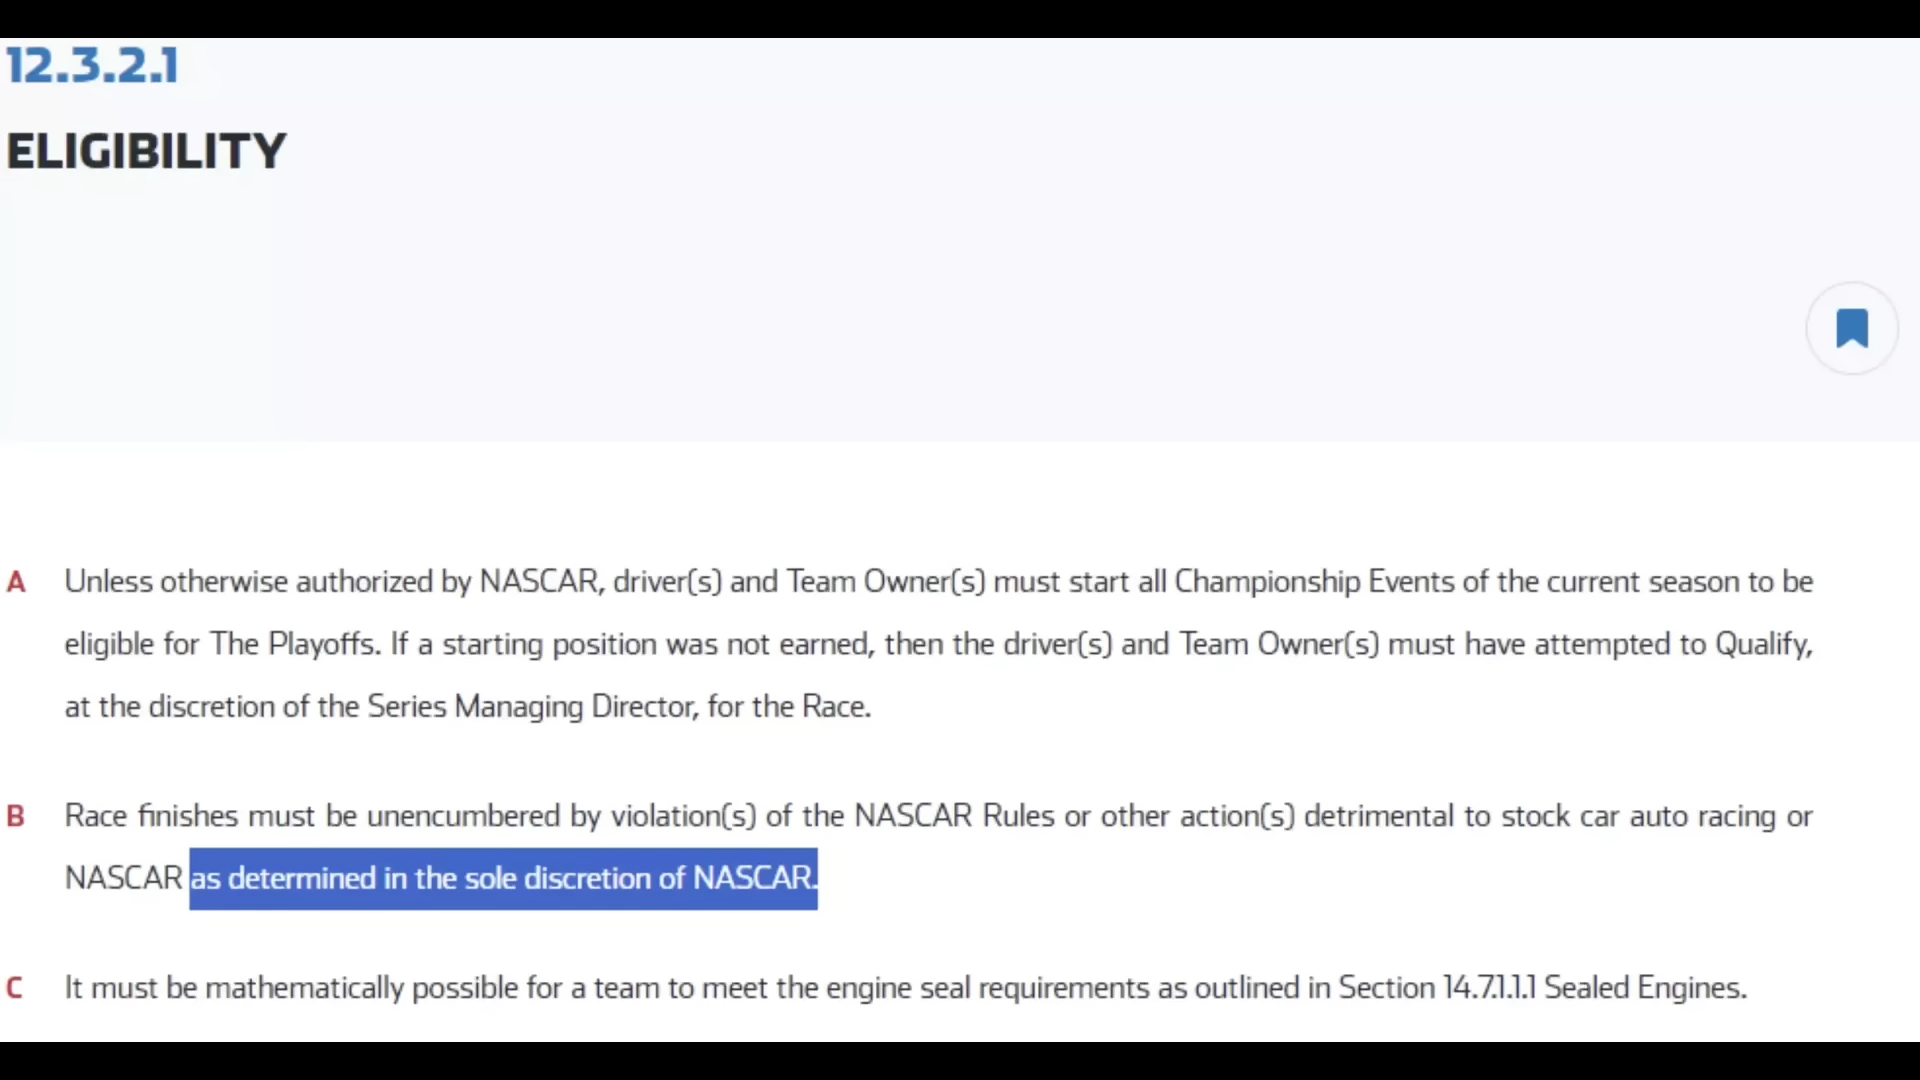 12.3.2.1
ELIGIBILITY
A Unless otherwise authorized by NASCAR, driver(s) and Team Owner(s) must start all Championship Events of the current season to be
eligible for The Playoffs. If a starting position was not earned, then the driver(s) and Team Owner(s) must have attempted to Qualify,
at the discretion of the Series Managing Director, for the Race.
B Race finishes must be unencumbered by violation(s) of the NASCAR Rules or other action(s) detrimental to stock car auto racing or
NASCAR as determined in the sole discretion of NASCAR.
C It must be mathematically possible for a team to meet the engine seal requirements as outlined in Section 14.7.1.1.1 Sealed Engines.